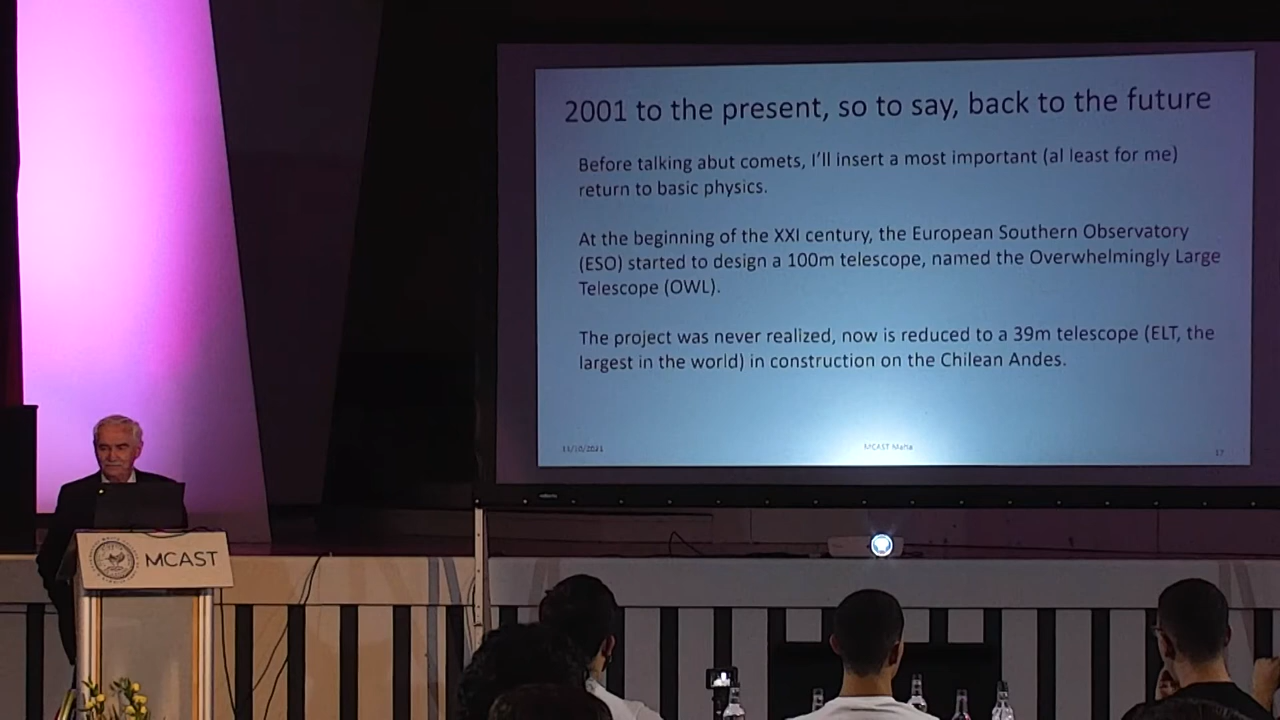 2001 to the present, so to say, back to the future
Before talking abut comets, I'll insert a most important (al least for me)
return to basic physics.
At the beginning of the XXI century, the European Southern Observatory
(ESO) started to design a 100m telescope, named the Overwhelmingly Large
Telescope (OWL).
The project was never realized, now is reduced to a 39m telescope (ELT, the
largest in the world) in construction on the Chilean Andes.
MCAST Malta
17
MCAST